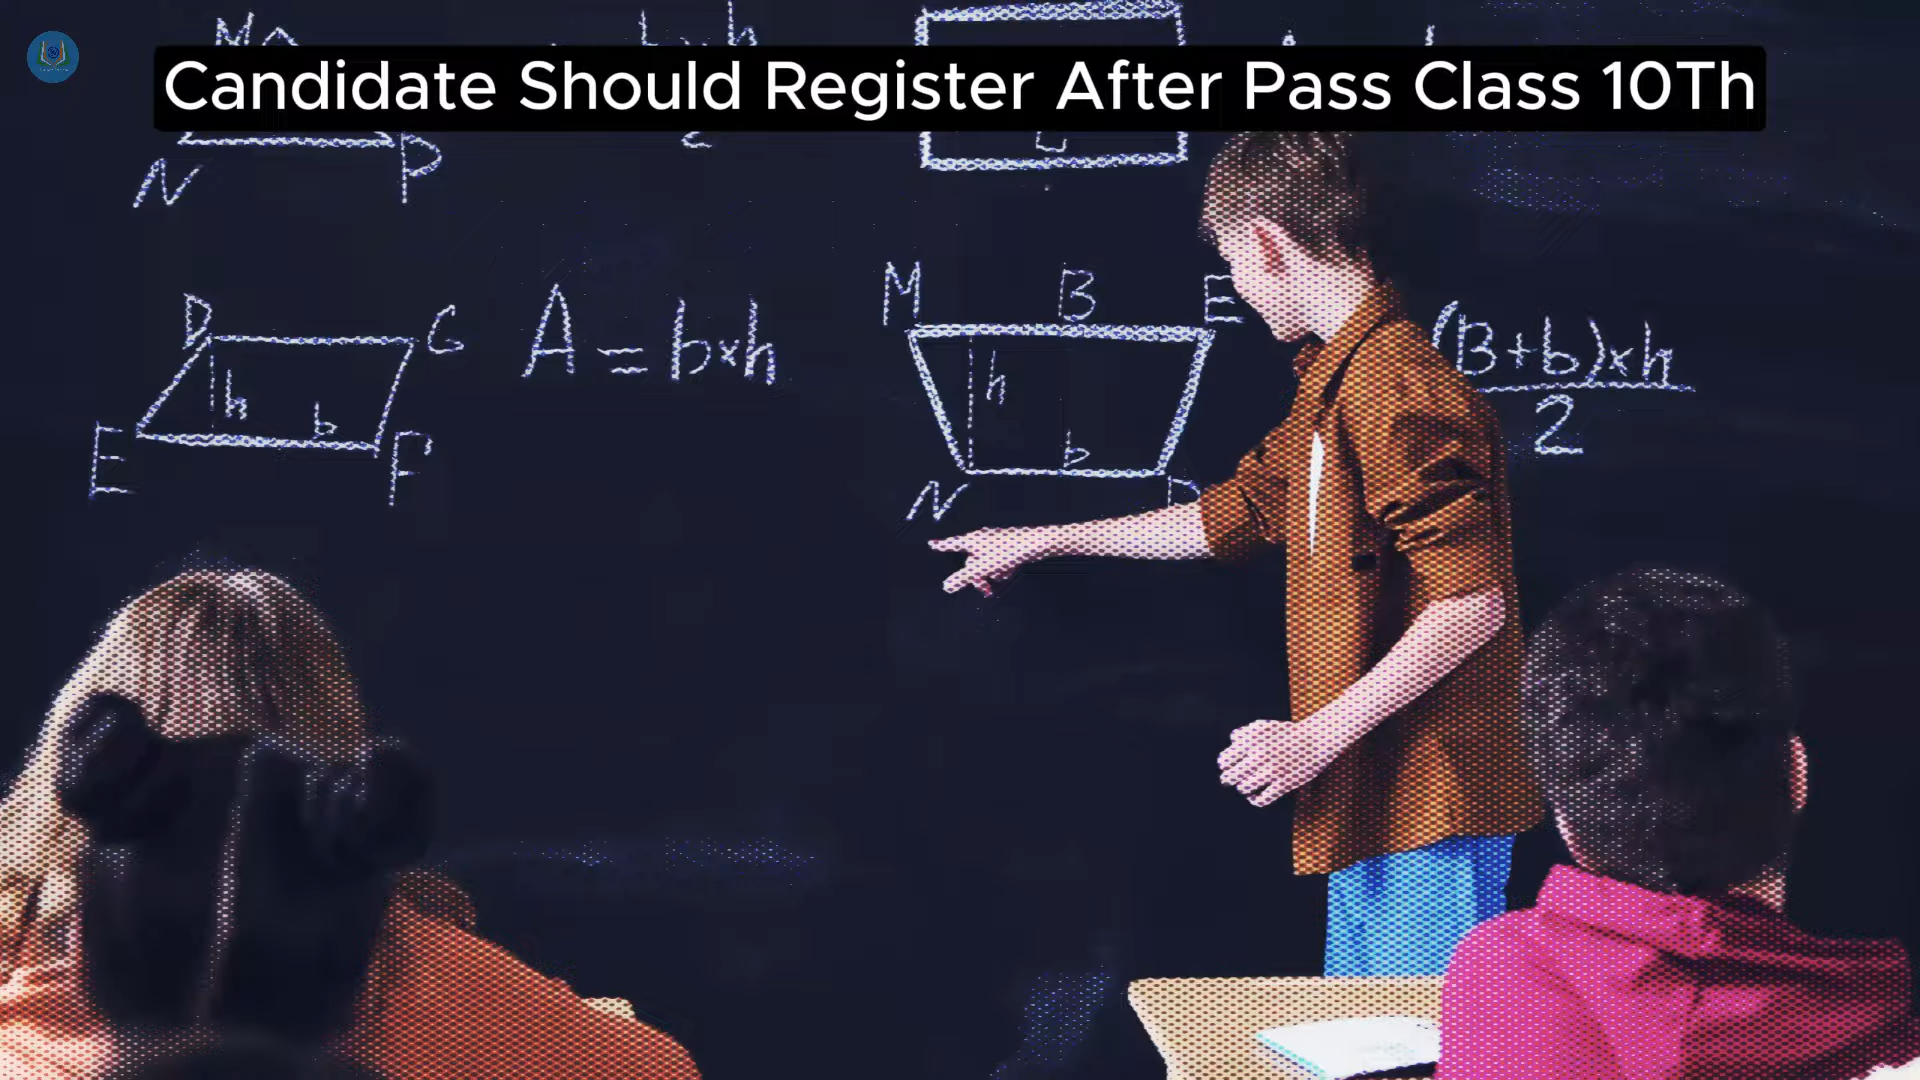 Candidate Should Register After Pass Class 10Th
N P
D C A = b×h
h b
E F
M B E (B+b)×h
h 2
b
N